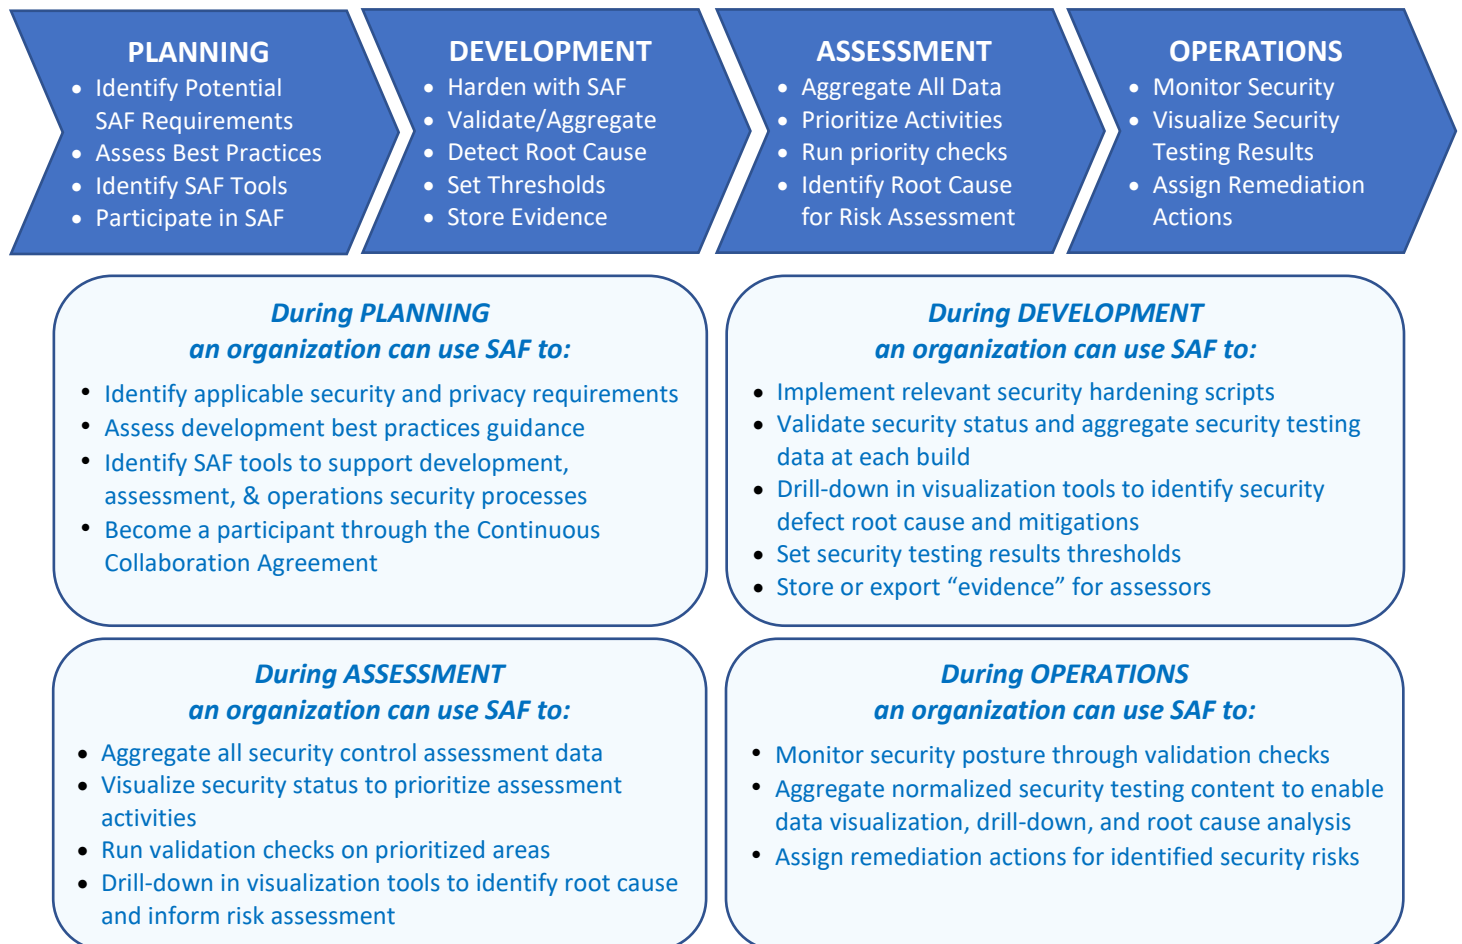 PLANNING
• Identify Potential
SAF Requirements
• Assess Best Practices
• Identify SAF Tools
• Participate in SAF
DEVELOPMENT
• Harden with SAF
• Validate/Aggregate
• Detect Root Cause
• Set Thresholds
• Store Evidence
ASSESSMENT
• Aggregate All Data
• Prioritize Activities
• Run priority checks
• Identify Root Cause
for Risk Assessment
OPERATIONS
• Monitor Security
• Visualize Security
Testing Results
• Assign Remediation
Actions
During PLANNING
an organization can use SAF to:
• Identify applicable security and privacy requirements
• Assess development best practices guidance
• Identify SAF tools to support development,
assessment, & operations security processes
• Become a participant through the Continuous
Collaboration Agreement
During DEVELOPMENT
an organization can use SAF to:
• Implement relevant security hardening scripts
• Validate security status and aggregate security testing
data at each build
• Drill-down in visualization tools to identify security
defect root cause and mitigations
• Set security testing results thresholds
• Store or export “evidence” for assessors
During ASSESSMENT
an organization can use SAF to:
• Aggregate all security control assessment data
• Visualize security status to prioritize assessment
activities
• Run validation checks on prioritized areas
• Drill-down in visualization tools to identify root cause
and inform risk assessment
During OPERATIONS
an organization can use SAF to:
• Monitor security posture through validation checks
• Aggregate normalized security testing content to enable
data visualization, drill-down, and root cause analysis
• Assign remediation actions for identified security risks